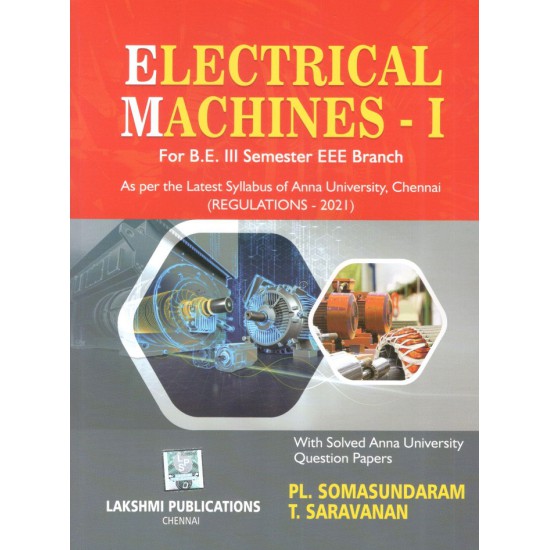 ELECTRICAL
MACHINES - I
For B.E. III Semester EEE Branch
As per the Latest Syllabus of Anna University, Chennai
(REGULATIONS - 2021)
With Solved Anna University
Question Papers
PL. SOMASUNDARAM
T. SARAVANAN
LAKSHMI PUBLICATIONS
CHENNAI